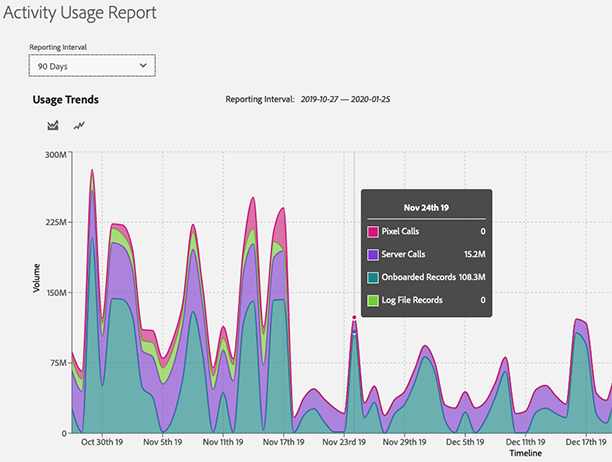 Activity Usage Report
Reporting Interval
90 Days
Usage Trends
Reporting Interval: 2019-10-27 — 2020-01-25
300M
225M
150M
75M
0
Volume
Nov 24th 19
Pixel Calls 0
Server Calls 15.2M
Onboarded Records 108.3M
Log File Records 0
Oct 30th 19 Nov 5th 19 Nov 11th 19 Nov 17th 19 Nov 23rd 19 Nov 29th 19 Dec 5th 19 Dec 11th 19 Dec 17th 19
Timeline